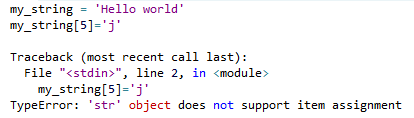 my_string = 'Hello world'
my_string[5]='j'
Traceback (most recent call last):
  File "<stdin>", line 2, in <module>
    my_string[5]='j'
TypeError: 'str' object does not support item assignment